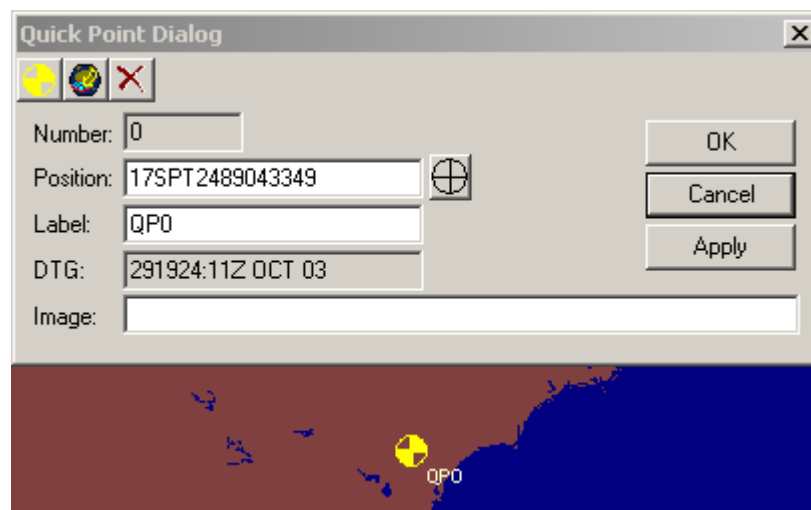 Quick Point Dialog
Number: 0
OK
Position: 17SPT2489043349
Cancel
Label: QP0
Apply
DTG: 291924:11Z OCT 03
Image:
QP0